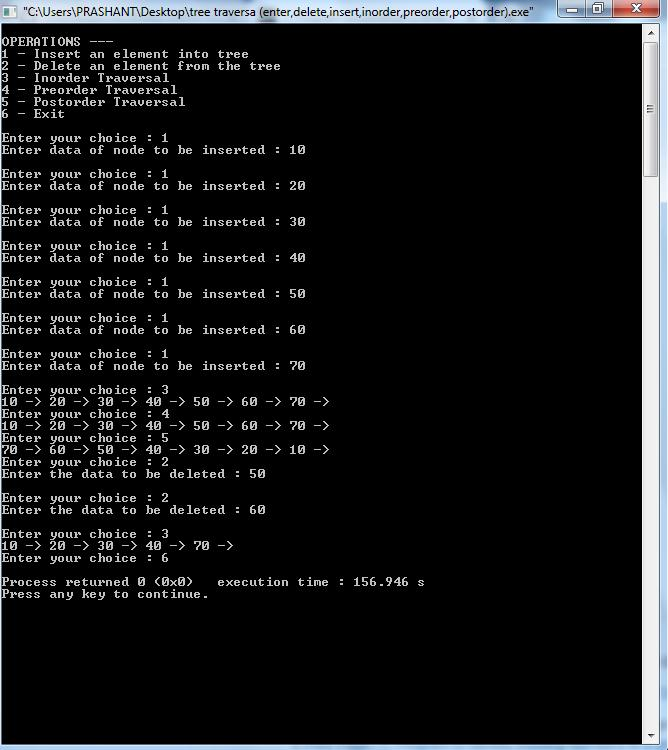 "C:\Users\PRASHANT\Desktop\tree traversa (enter,delete,insert,inorder,preorder,postorder).exe"
OPERATIONS ---
1 - Insert an element into tree
2 - Delete an element from the tree
3 - Inorder Traversal
4 - Preorder Traversal
5 - Postorder Traversal
6 - Exit
Enter your choice : 1
Enter data of node to be inserted : 10
Enter your choice : 1
Enter data of node to be inserted : 20
Enter your choice : 1
Enter data of node to be inserted : 30
Enter your choice : 1
Enter data of node to be inserted : 40
Enter your choice : 1
Enter data of node to be inserted : 50
Enter your choice : 1
Enter data of node to be inserted : 60
Enter your choice : 1
Enter data of node to be inserted : 70
Enter your choice : 3
10 -> 20 -> 30 -> 40 -> 50 -> 60 -> 70 ->
Enter your choice : 4
10 -> 20 -> 30 -> 40 -> 50 -> 60 -> 70 ->
Enter your choice : 5
70 -> 60 -> 50 -> 40 -> 30 -> 20 -> 10 ->
Enter your choice : 2
Enter the data to be deleted : 50
Enter your choice : 2
Enter the data to be deleted : 60
Enter your choice : 3
10 -> 20 -> 30 -> 40 -> 70 ->
Enter your choice : 6
Process returned 0 (0x0)   execution time : 156.946 s
Press any key to continue.